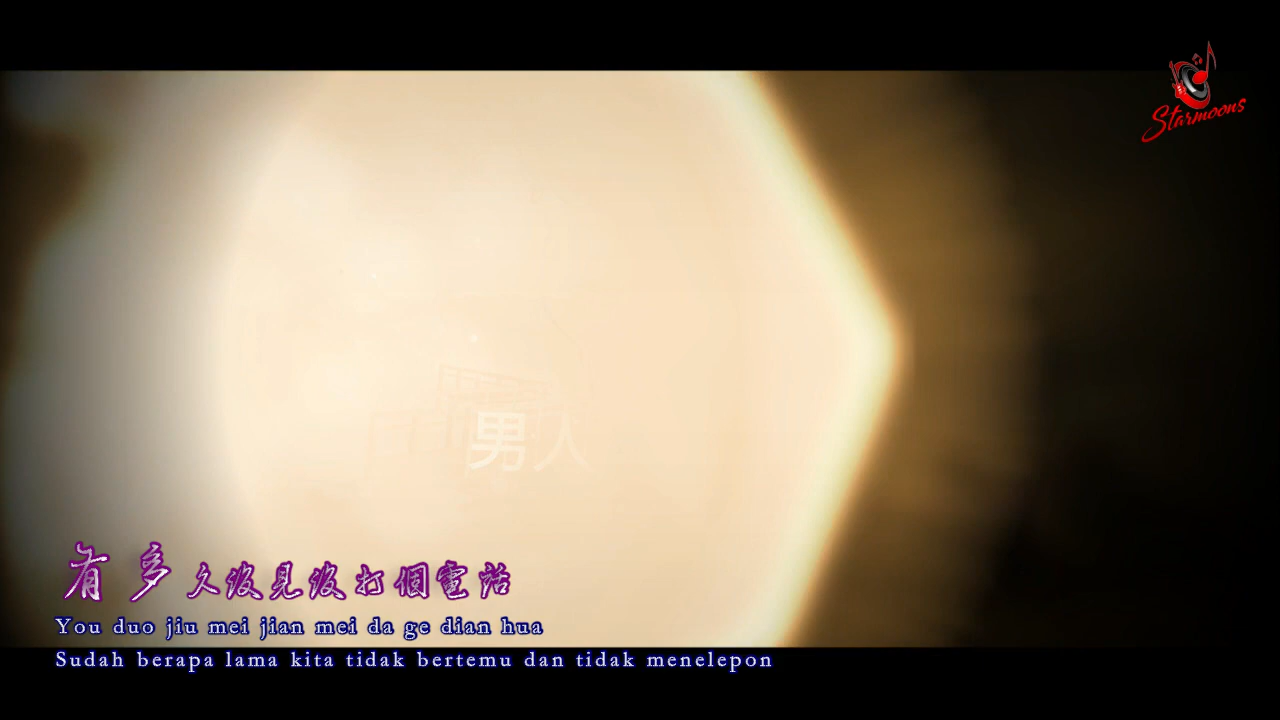 Starmoons
男人
有多久沒見沒打個電話
You duo jiu mei jian mei da ge dian hua
Sudah berapa lama kita tidak bertemu dan tidak menelepon